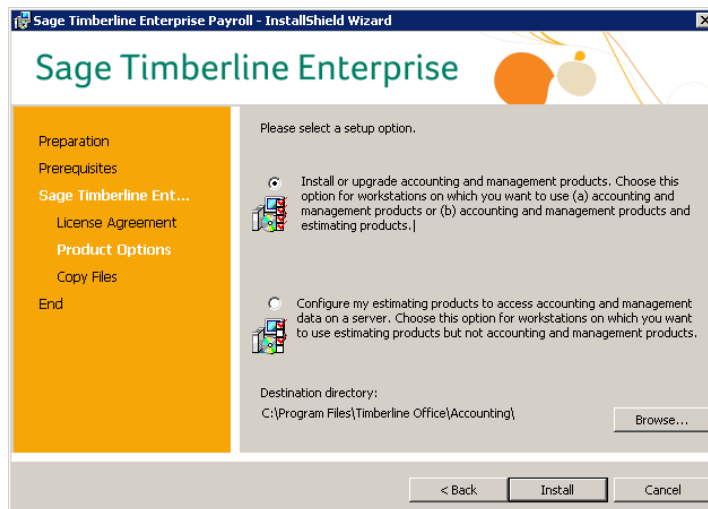 Sage Timberline Enterprise Payroll - InstallShield Wizard
Sage Timberline Enterprise
Preparation
Prerequisites
Sage Timberline Ent...
License Agreement
Product Options
Copy Files
End
Please select a setup option.
Install or upgrade accounting and management products. Choose this
option for workstations on which you want to use (a) accounting and
management products or (b) accounting and management products and
estimating products.|
Configure my estimating products to access accounting and management
data on a server. Choose this option for workstations on which you want
to use estimating products but not accounting and management products.
Destination directory:
C:\Program Files\Timberline Office\Accounting\
Browse...
< Back
Install
Cancel